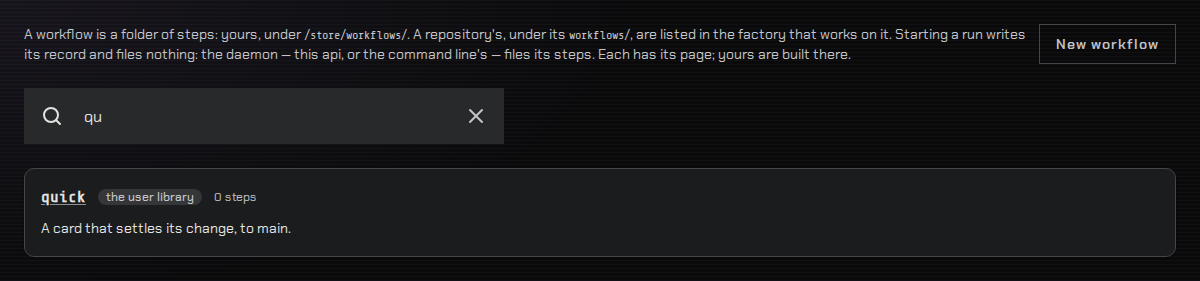 A workflow is a folder of steps: yours, under /store/workflows/. A repository's, under its workflows/, are listed in the factory that works on it. Starting a run writes
its record and files nothing: the daemon — this api, or the command line's — files its steps. Each has its page; yours are built there.
New workflow
qu
quick the user library 0 steps
A card that settles its change, to main.